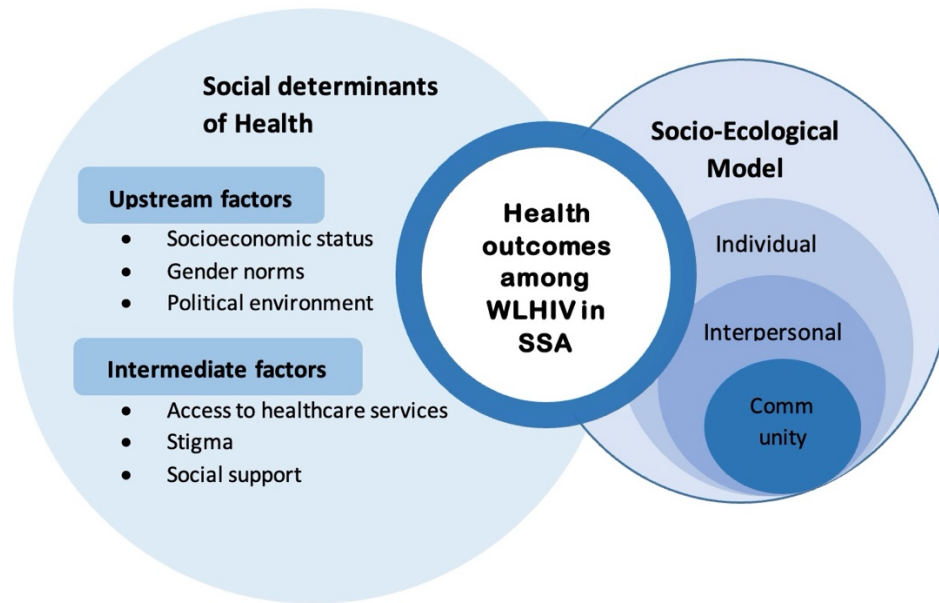 Social determinants
of Health
Upstream factors
• Socioeconomic status
• Gender norms
• Political environment
Intermediate factors
• Access to healthcare services
• Stigma
• Social support
Health
outcomes
among
WLHIV in
SSA
Socio-Ecological
Model
Individual
Interpersonal
Comm
unity